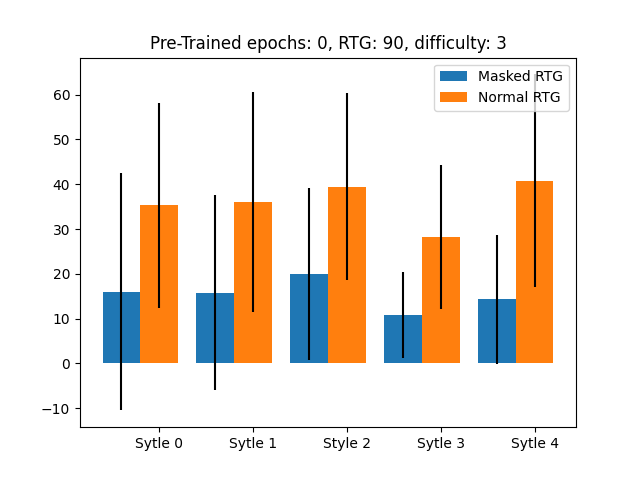 Pre-Trained epochs: 0, RTG: 90, difficulty: 3
Masked RTG
Normal RTG
60
50
40
30
20
10
0
−10
Sytle 0
Sytle 1
Style 2
Sytle 3
Sytle 4